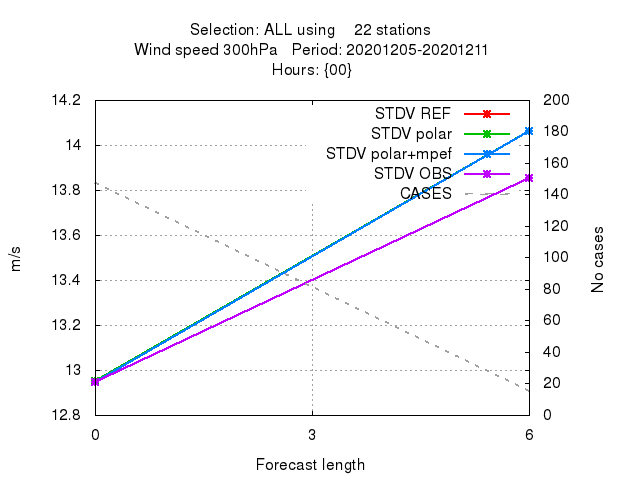 Selection: ALL using    22 stations
Wind speed 300hPa   Period: 20201205-20201211
Hours: {00}
14.2
14
13.8
13.6
13.4
13.2
13
12.8
m/s
STDV REF
STDV polar
STDV polar+mpef
STDV OBS
CASES
200
180
160
140
120
100
80
60
40
20
0
No cases
0
3
6
Forecast length